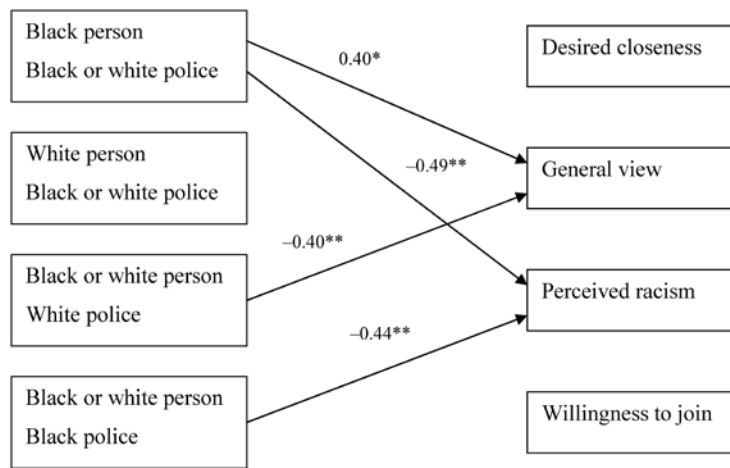 Black person
Black or white police
Desired closeness
0.40*
White person
Black or white police
General view
–0.49**
–0.40**
Black or white person
White police
Perceived racism
–0.44**
Black or white person
Black police
Willingness to join